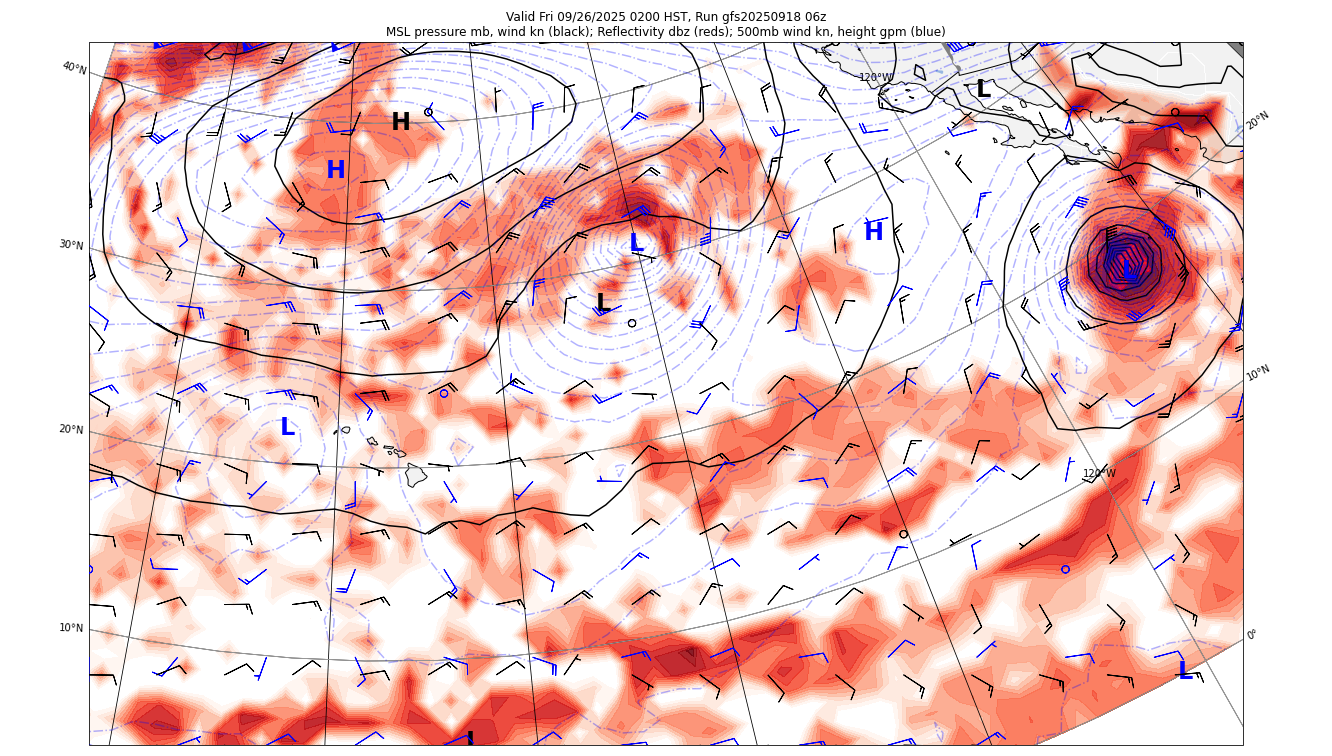 Valid Fri 09/26/2025 0200 HST, Run gfs20250918 06z
MSL pressure mb, wind kn (black); Reflectivity dbz (reds); 500mb wind kn, height gpm (blue)
40°N
120°W
L
20°N
H
H
H
30°N
L
L
L
10°N
L
20°N
120°W
10°N
0°
L
L